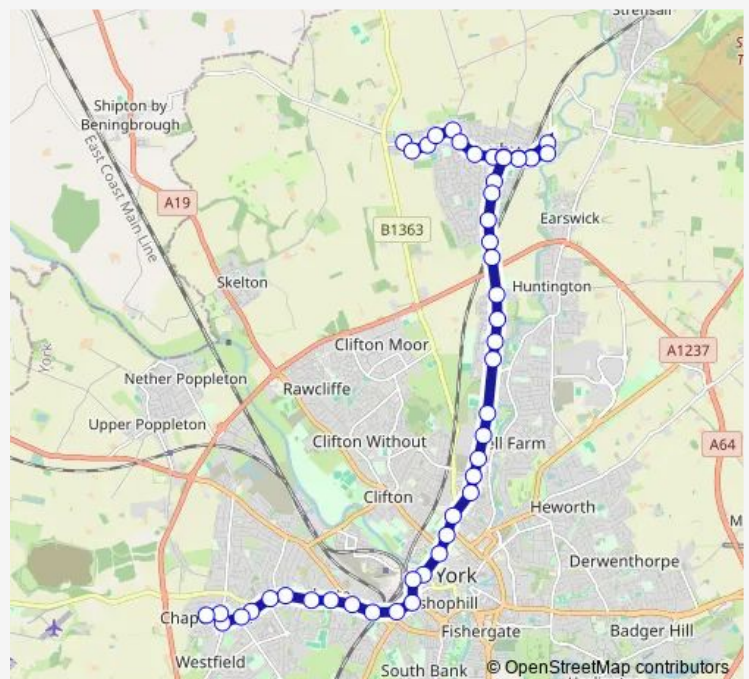 Strensall
Shipton by
Beningbrough
East Coast Main Line
A19
B1363
Earswick
Skelton
Huntington
York
Clifton Moor
A1237
Nether Poppleton
Rawcliffe
Upper Poppleton
Clifton Without
ell Farm
A64
Clifton
Heworth
York
Derwenthorpe
Chap
shophill
Fishergate
Badger Hill
Westfield
South Bank
© OpenStreetMap contributors